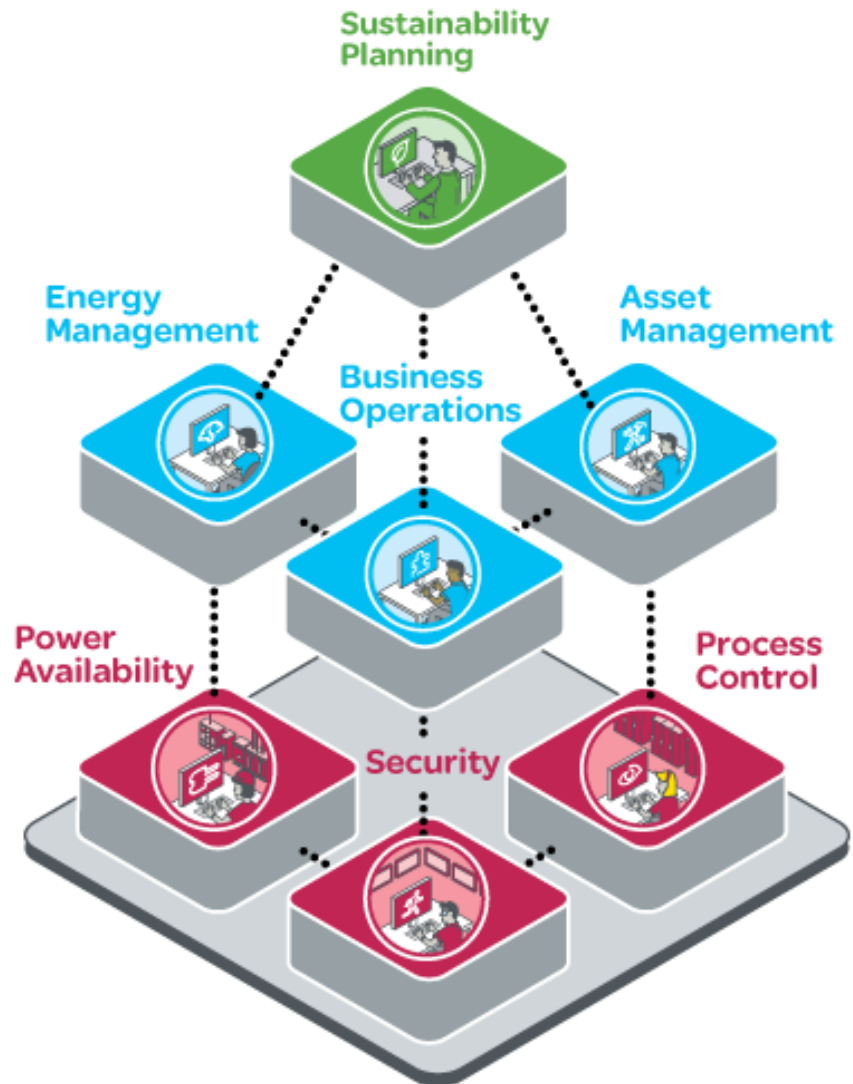 Sustainability
Planning
Energy
Management
Asset
Management
Business
Operations
Power
Availability
Process
Control
Security